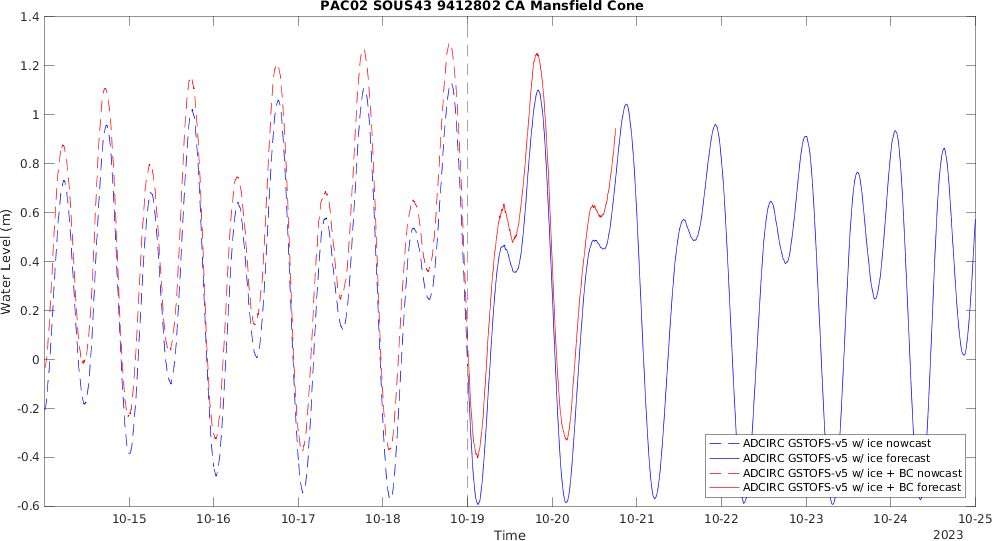 PAC02 SOUS43 9412802 CA Mansfield Cone
1.4
1.2
1
0.8
0.6
0.4
0.2
0
-0.2
-0.4
-0.6
Water Level (m)
ADCIRC GSTOFS-v5 w/ ice nowcast
ADCIRC GSTOFS-v5 w/ ice forecast
ADCIRC GSTOFS-v5 w/ ice + BC nowcast
ADCIRC GSTOFS-v5 w/ ice + BC forecast
10-15 10-16 10-17 10-18 10-19 10-20 10-21 10-22 10-23 10-24 10-25
Time
2023